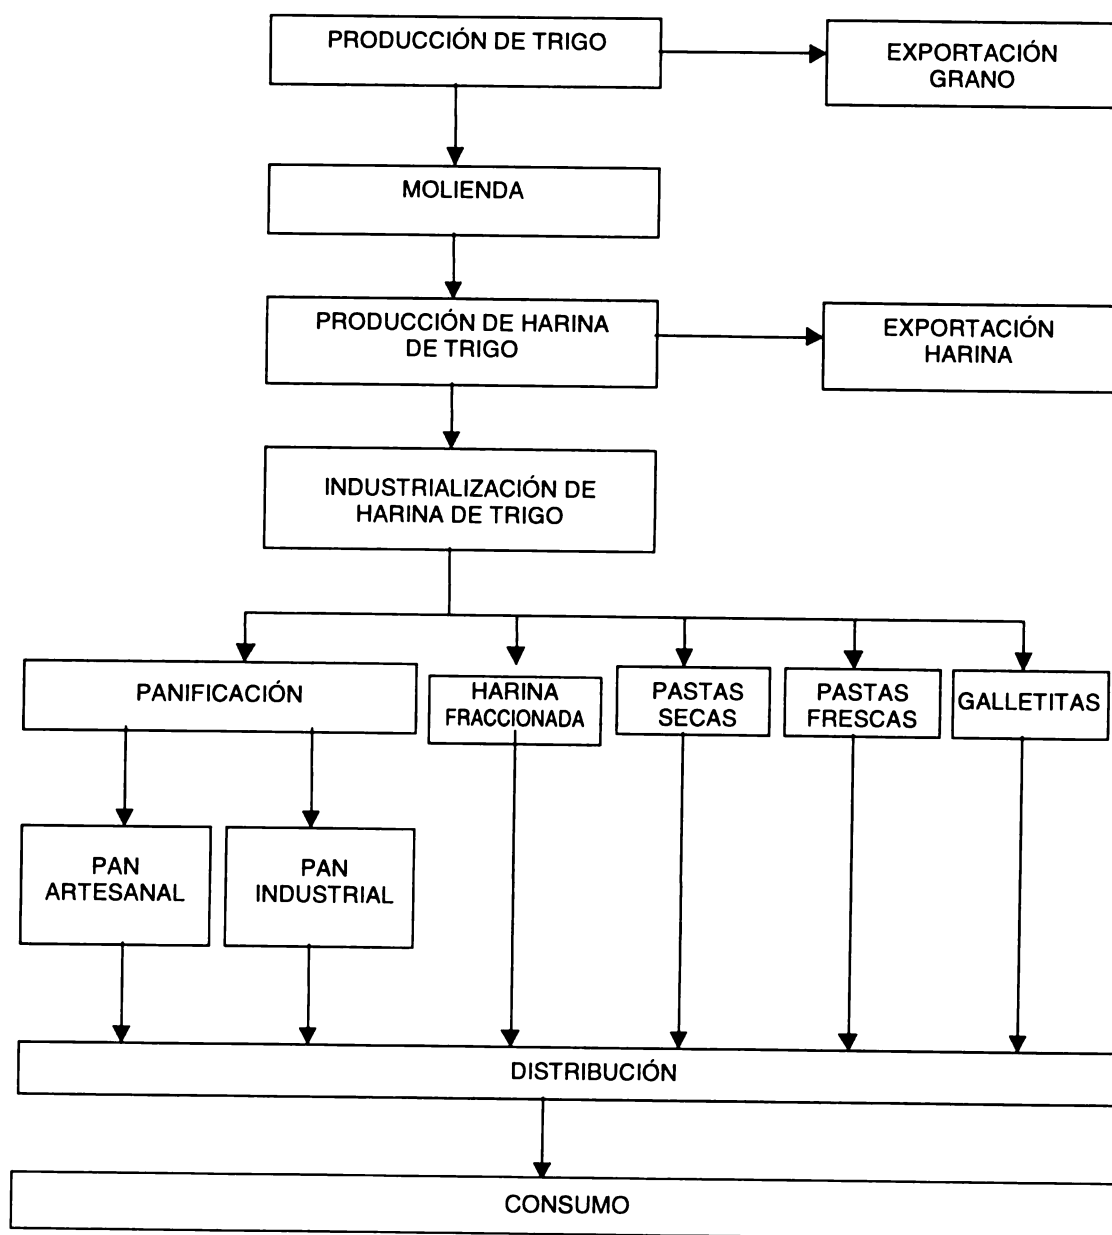 PRODUCCIÓN DE TRIGO
EXPORTACIÓN
GRANO
MOLIENDA
PRODUCCIÓN DE HARINA
DE TRIGO
EXPORTACIÓN
HARINA
INDUSTRIALIZACIÓN DE
HARINA DE TRIGO
PANIFICACIÓN
HARINA
FRACCIONADA
PASTAS
SECAS
PASTAS
FRESCAS
GALLETITAS
PAN
ARTESANAL
PAN
INDUSTRIAL
DISTRIBUCIÓN
CONSUMO